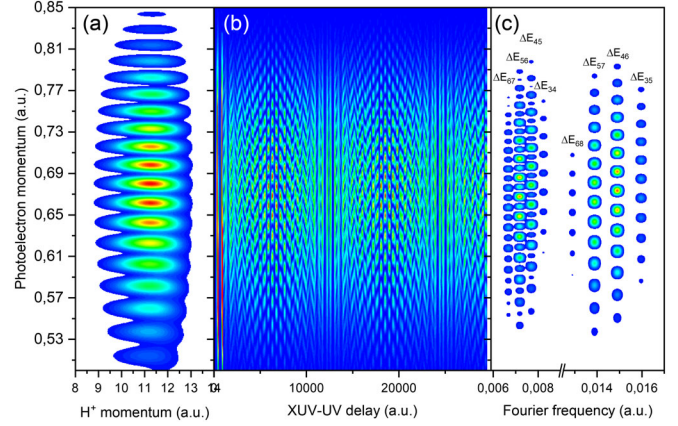 (a)
(b)
(c)
Photoelectron momentum (a.u.)
0,85
0,81
0,77
0,73
0,69
0,65
0,61
0,57
0,53
8 9 10 11 12 13 14
H⁺ momentum (a.u.)
0 10000 20000
XUV-UV delay (a.u.)
ΔE₄₅
ΔE₅₆
ΔE₆₇
ΔE₃₄
ΔE₆₈
ΔE₅₇
ΔE₄₆
ΔE₃₅
0,006 0,008 0,014 0,016
Fourier frequency (a.u.)